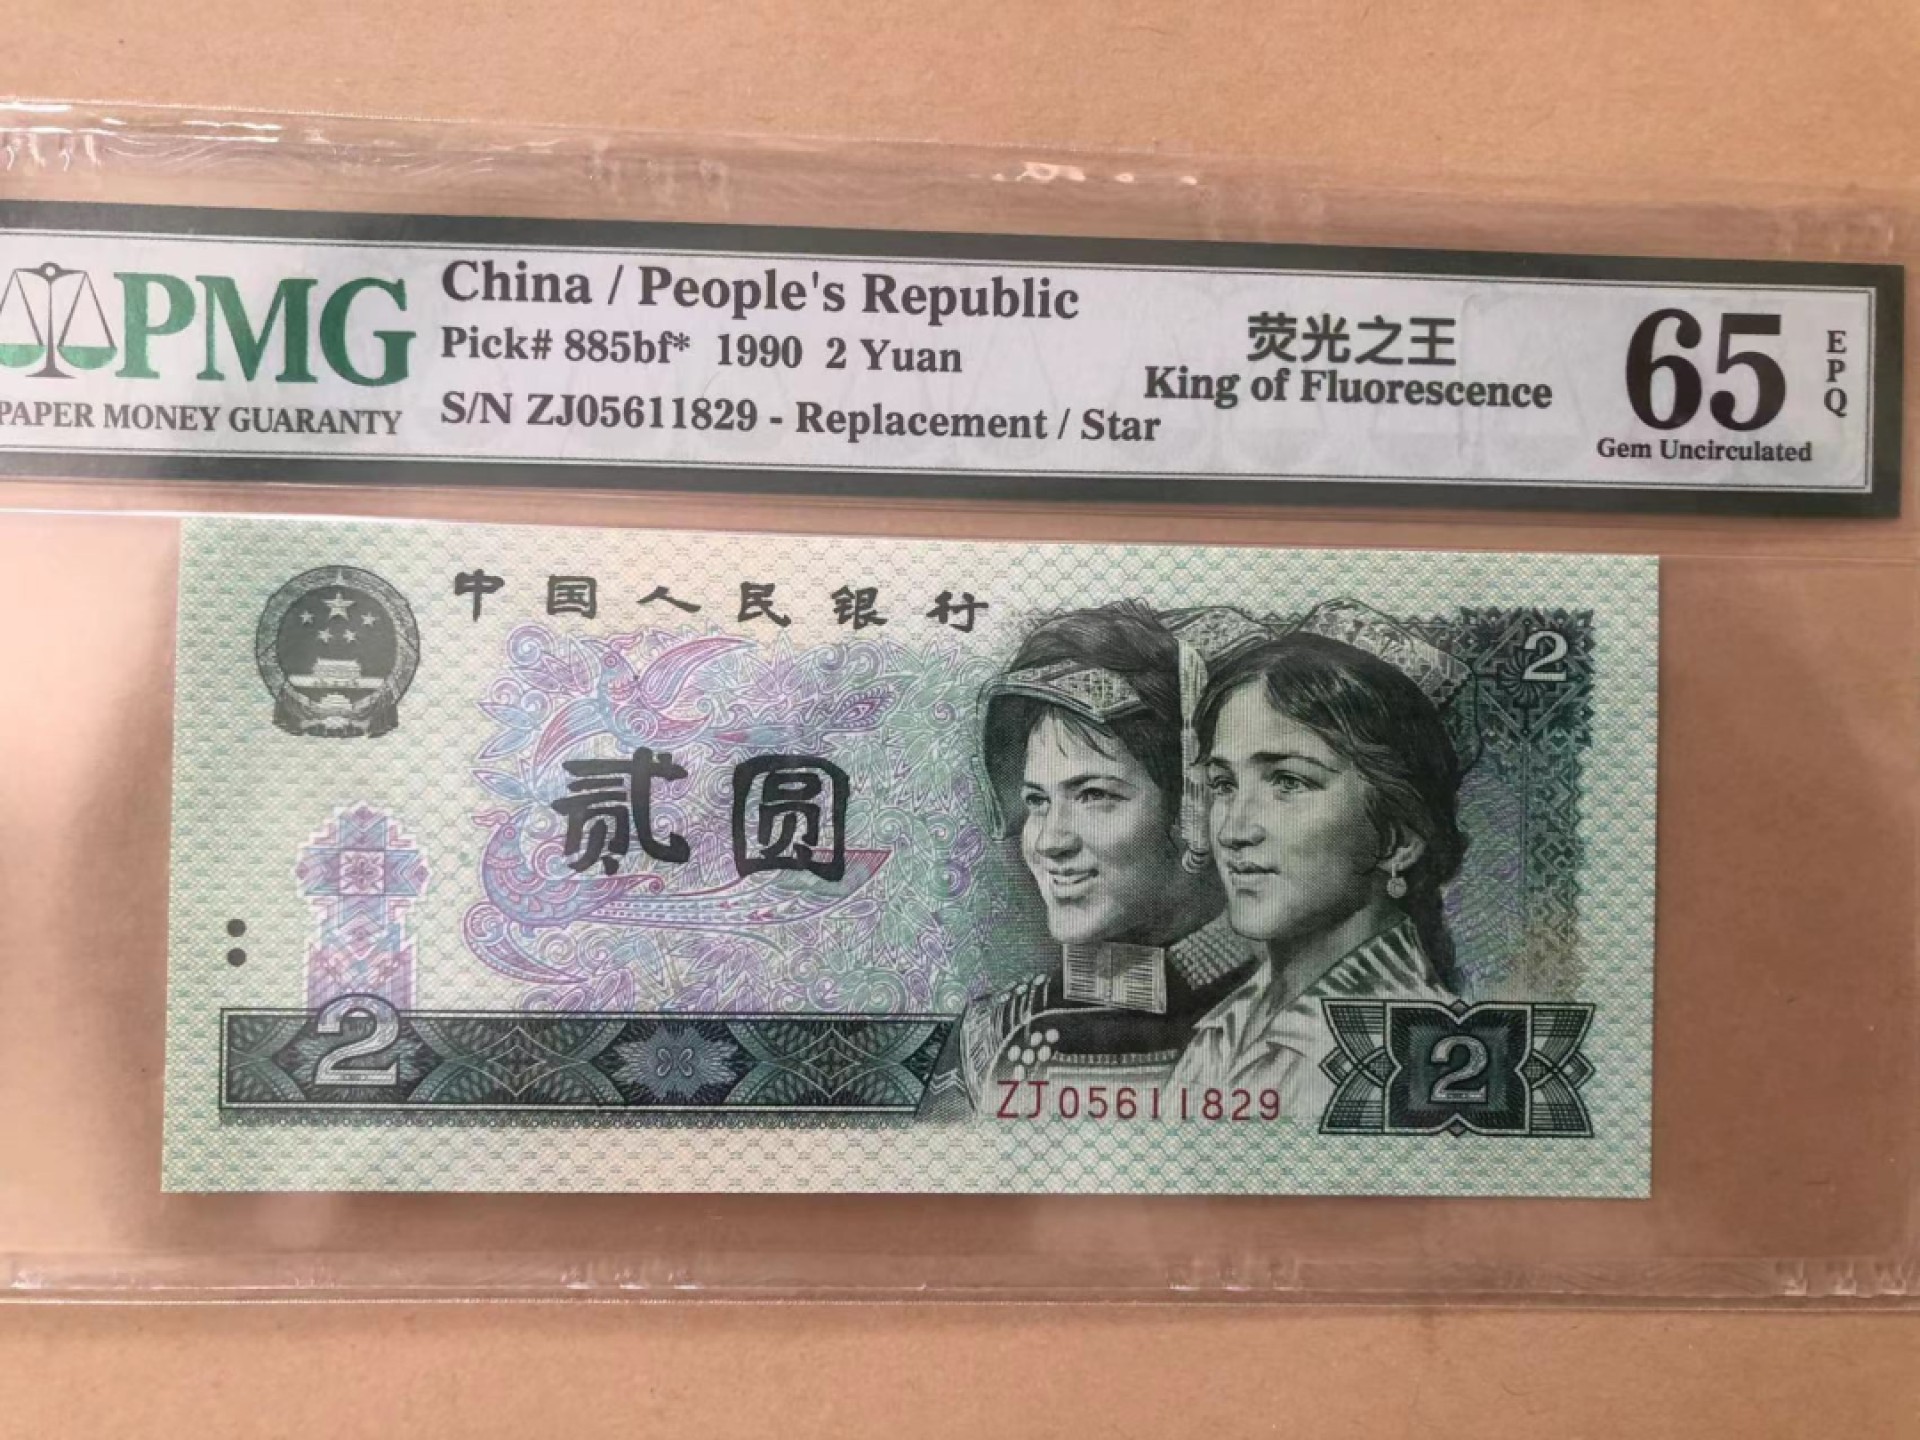 PMG
PAPER MONEY GUARANTY
China / People's Republic
Pick# 885bf* 1990 2 Yuan
S/N ZJ05611829 - Replacement / Star
荧光之王
King of Fluorescence
65
EPQ
Gem Uncirculated
中国人民银行
2
贰圆
2
ZJ05611829
2